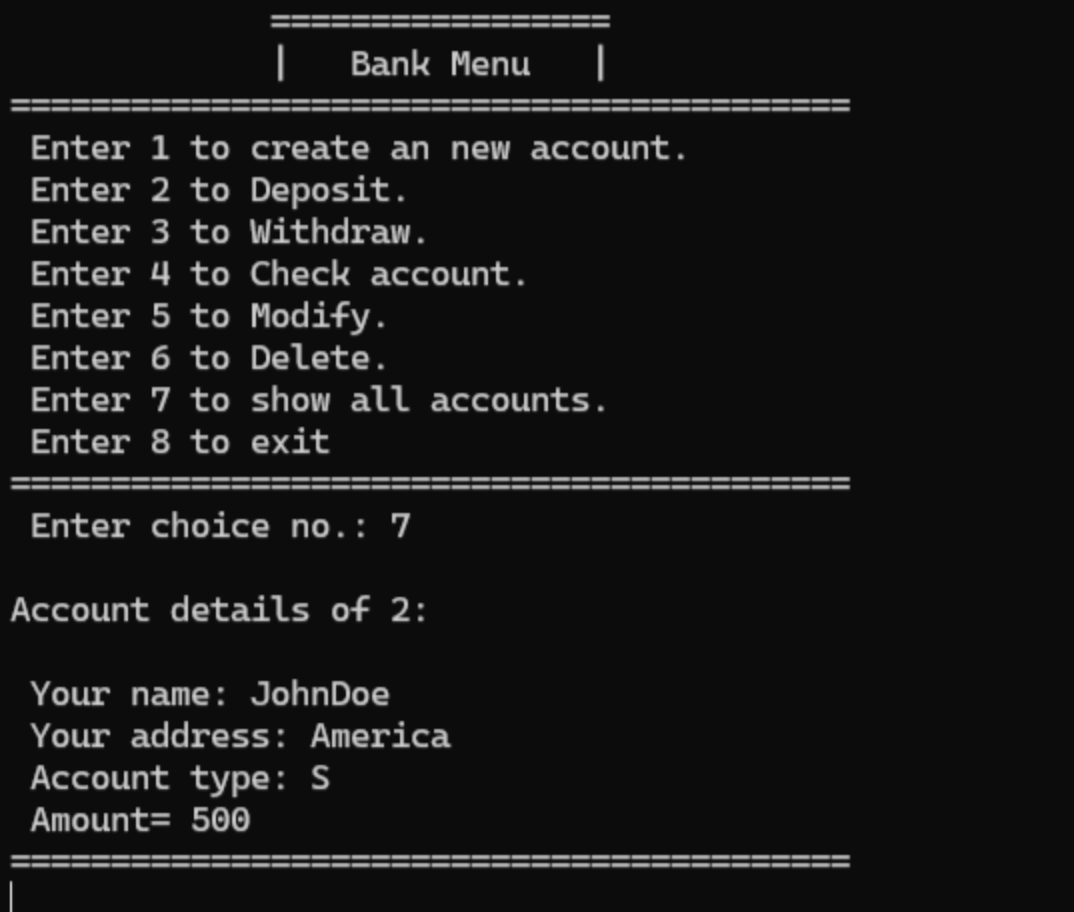 =================
|   Bank Menu   |
==========================================
Enter 1 to create an new account.
Enter 2 to Deposit.
Enter 3 to Withdraw.
Enter 4 to Check account.
Enter 5 to Modify.
Enter 6 to Delete.
Enter 7 to show all accounts.
Enter 8 to exit
==========================================
Enter choice no.: 7
Account details of 2:
Your name: JohnDoe
Your address: America
Account type: S
Amount= 500
==========================================